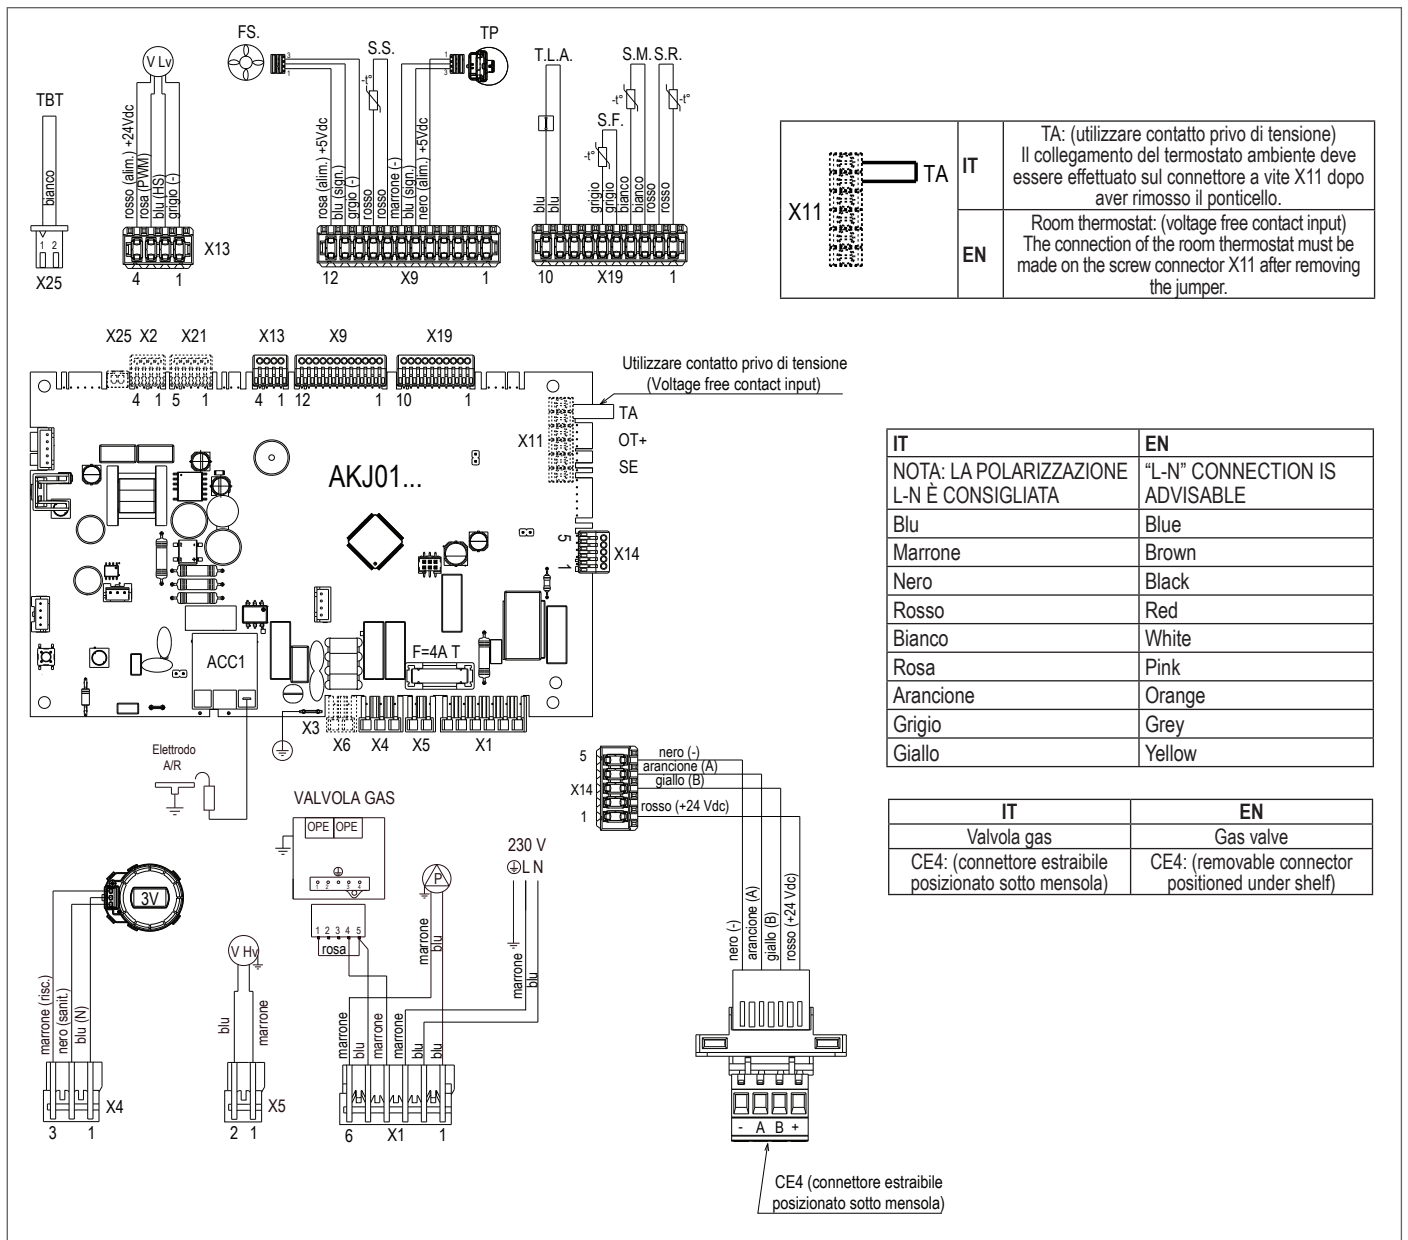 FS.
S.S.
TP
T.L.A.
S.M.
S.R.
S.F.
V Lv
TBT
-t°
-t°
-t°
-t°
3
1
1
3
bianco
rosso (alim.) +24Vdc
rosa (PWM)
blu (HS)
grigio (-)
rosa (alim.) +5Vdc
blu (sign.)
grgio (-)
rosso
rosso
marrone (-)
blu (sign.)
nero (alim.) +5Vdc
blu
blu
grigio
grigio
bianco
bianco
rosso
rosso
1 2
X25
X13
4 1
12 X9 1
10 X19 1
X11
TA
IT
TA: (utilizzare contatto privo di tensione)
Il collegamento del termostato ambiente deve
essere effettuato sul connettore a vite X11 dopo
aver rimosso il ponticello.
EN
Room thermostat: (voltage free contact input)
The connection of the room thermostat must be
made on the screw connector X11 after removing
the jumper.
X25 X2 X21 X13 X9 X19
4 1 5 1 4 1 12 1 10 1
Utilizzare contatto privo di tensione
(Voltage free contact input)
TA
X11
OT+
SE
AKJ01...
5
X14
1
ACC1
F=4A T
X3
X6 X4 X5 X1
Elettrodo
A/R
IT EN
NOTA: LA POLARIZZAZIONE
L-N È CONSIGLIATA
“L-N” CONNECTION IS
ADVISABLE
Blu Blue
Marrone Brown
Nero Black
Rosso Red
Bianco White
Rosa Pink
Arancione Orange
Grigio Grey
Giallo Yellow
IT EN
Valvola gas Gas valve
CE4: (connettore estraibile
posizionato sotto mensola)
CE4: (removable connector
positioned under shelf)
5
X14
1
nero (-)
arancione (A)
giallo (B)
rosso (+24 Vdc)
VALVOLA GAS
OPE OPE
1 2 3 4
1 2 3 4 5
rosa
P
230 V
L N
marrone
blu
marrone
blu
3V
marrone (risc.)
nero (sanit.)
blu (N)
X4
3 1
V Hv
blu
marrone
X5
2 1
marrone
blu
marrone
marrone
blu
blu
6 X1 1
nero (-)
arancione (A)
giallo (B)
rosso (+24 Vdc)
- A B +
CE4 (connettore estraibile
posizionato sotto mensola)